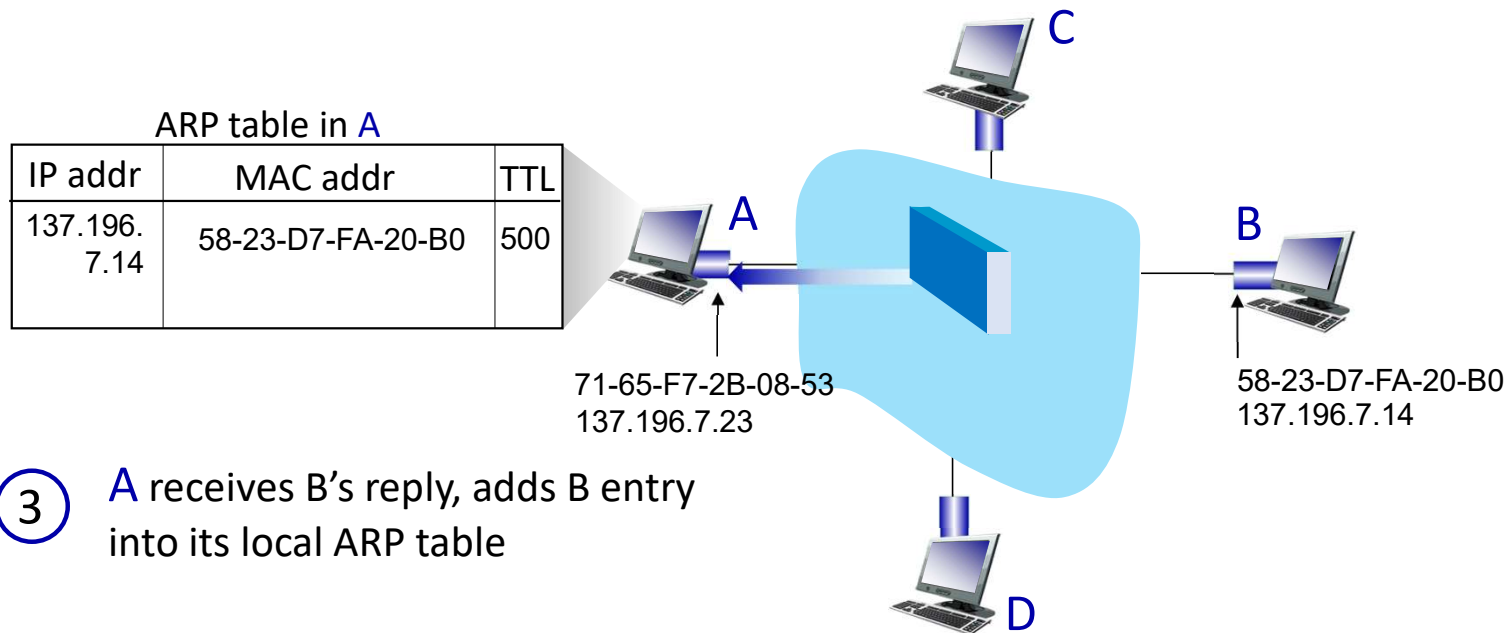 C
ARP table in A
IP addr MAC addr TTL
137.196. 58-23-D7-FA-20-B0 500
7.14
A
B
71-65-F7-2B-08-53
137.196.7.23
58-23-D7-FA-20-B0
137.196.7.14
3 A receives B’s reply, adds B entry
into its local ARP table
D